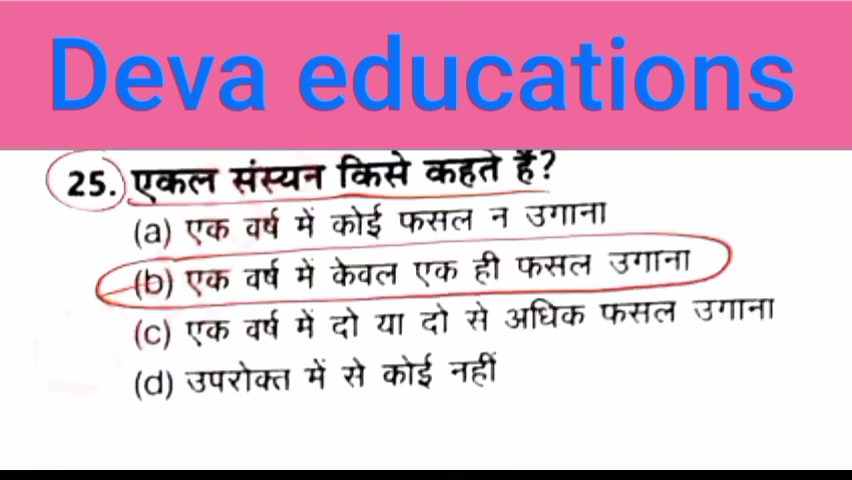 Deva educations
25. एकल संस्यन किसे कहते हैं?
(a) एक वर्ष में कोई फसल न उगाना
(b) एक वर्ष में केवल एक ही फसल उगाना
(c) एक वर्ष में दो या दो से अधिक फसल उगाना
(d) उपरोक्त में से कोई नहीं